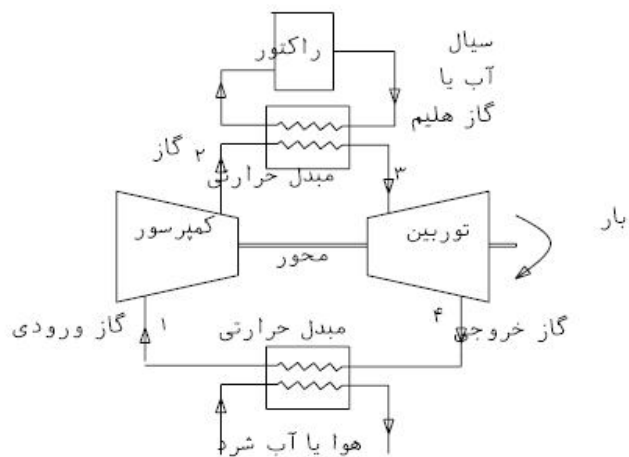 راکتور
سیال
آب یا
گاز هلیم
گاز ۲
مبدل حرارتی
۳
کمپرسور
محور
توربین
بار
گاز ورودی ۱
مبدل حرارتی
۴ گاز خروجی
هوا یا آب شرد